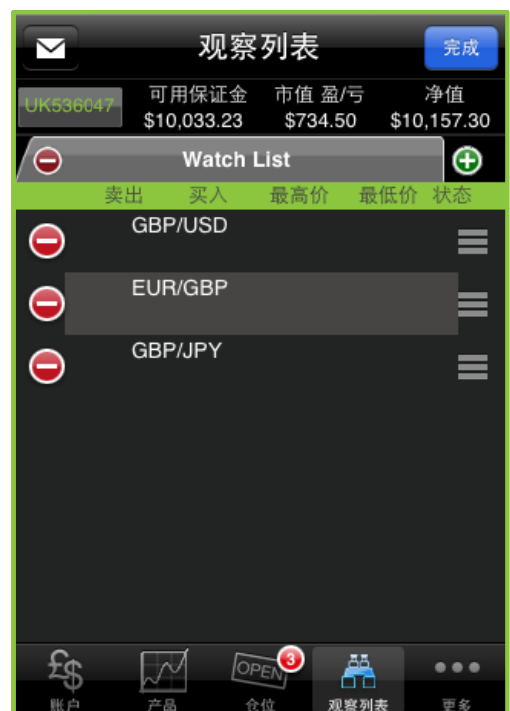 观察列表
完成
UK536047
可用保证金 市值 盈/亏 净值
$10,033.23 $734.50 $10,157.30
Watch List
卖出 买入 最高价 最低价 状态
GBP/USD
EUR/GBP
GBP/JPY
£$ OPEN 3
账户 产品 仓位 观察列表 更多